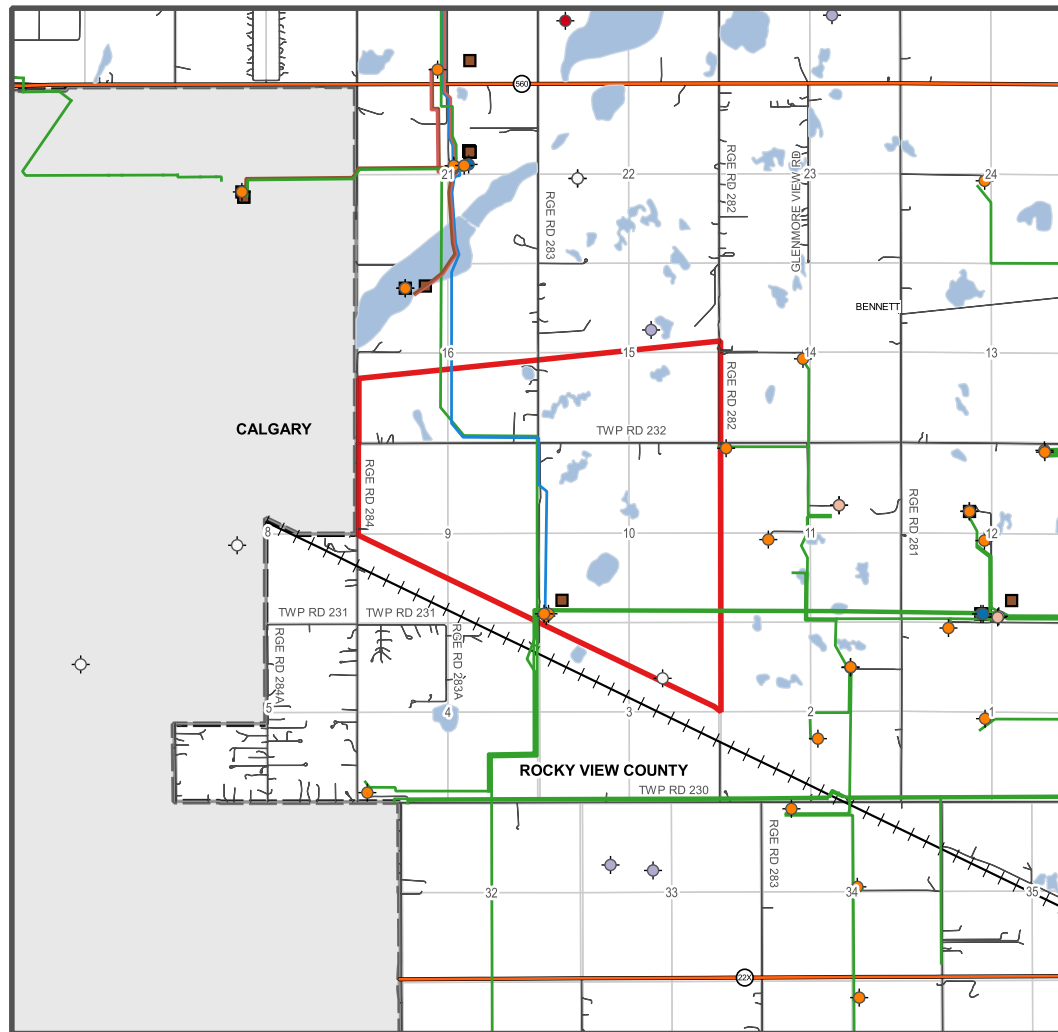 560
21
22
23
24
RGE RD 283
RGE RD 282
GLENMORE VIEW RD
BENNETT
16
15
14
13
CALGARY
RGE RD 284
TWP RD 232
RGE RD 282
RGE RD 281
8
9
10
11
12
TWP RD 231
TWP RD 231
RGE RD 284A
RGE RD 283A
5
4
3
2
1
ROCKY VIEW COUNTY
TWP RD 230
RGE RD 283
32
33
34
35
22X